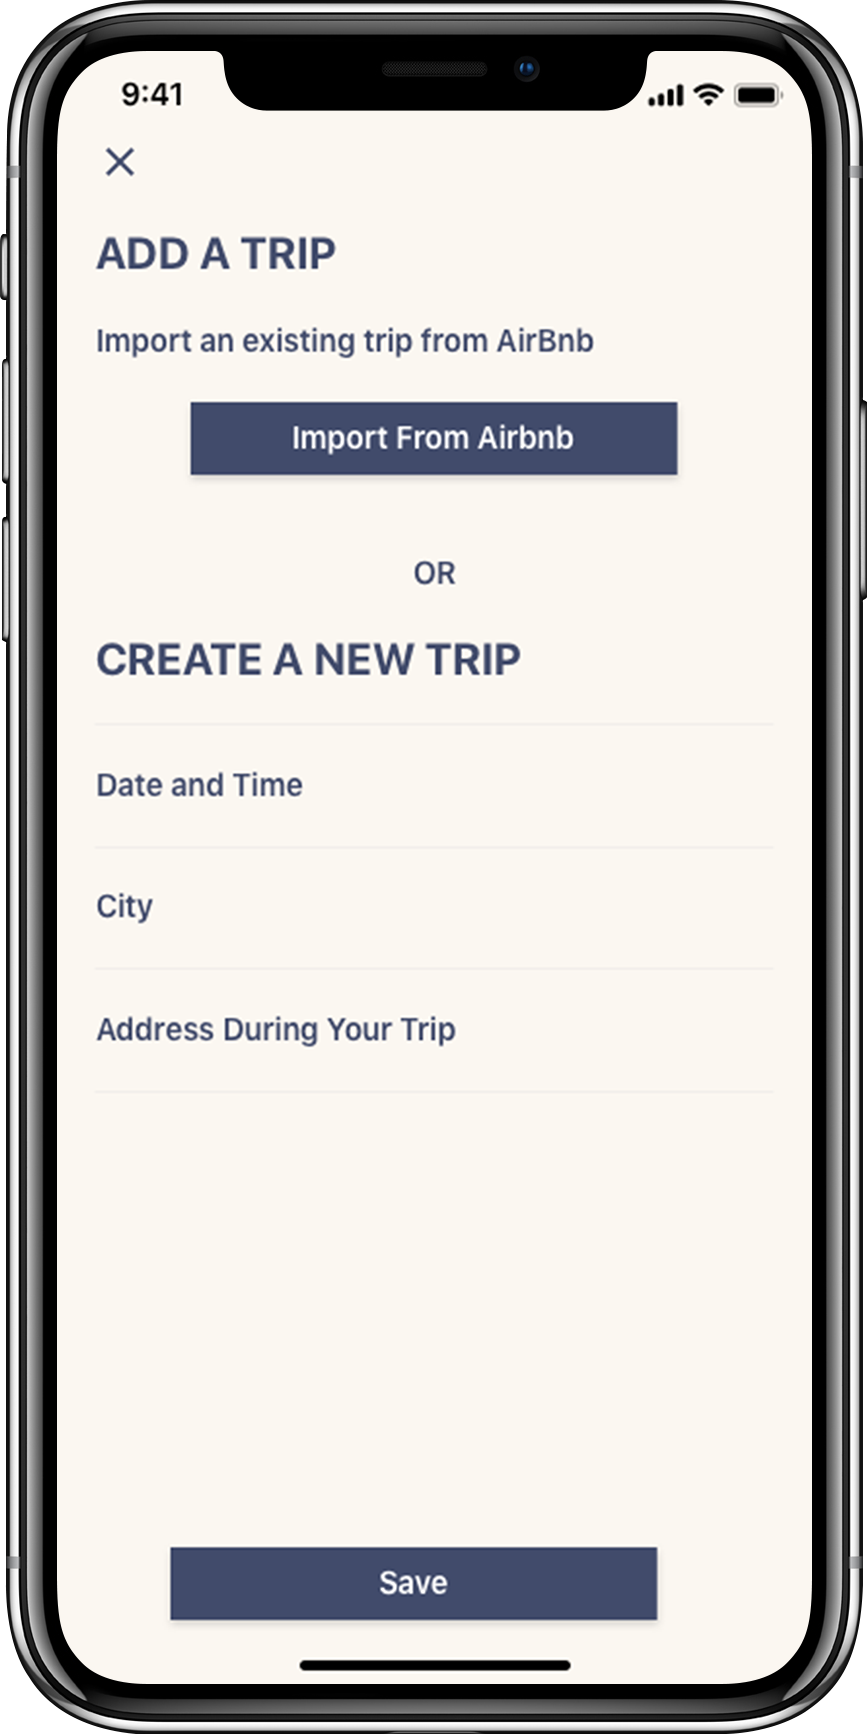 9:41
ADD A TRIP
Import an existing trip from AirBnb
Import From Airbnb
OR
CREATE A NEW TRIP
Date and Time
City
Address During Your Trip
Save